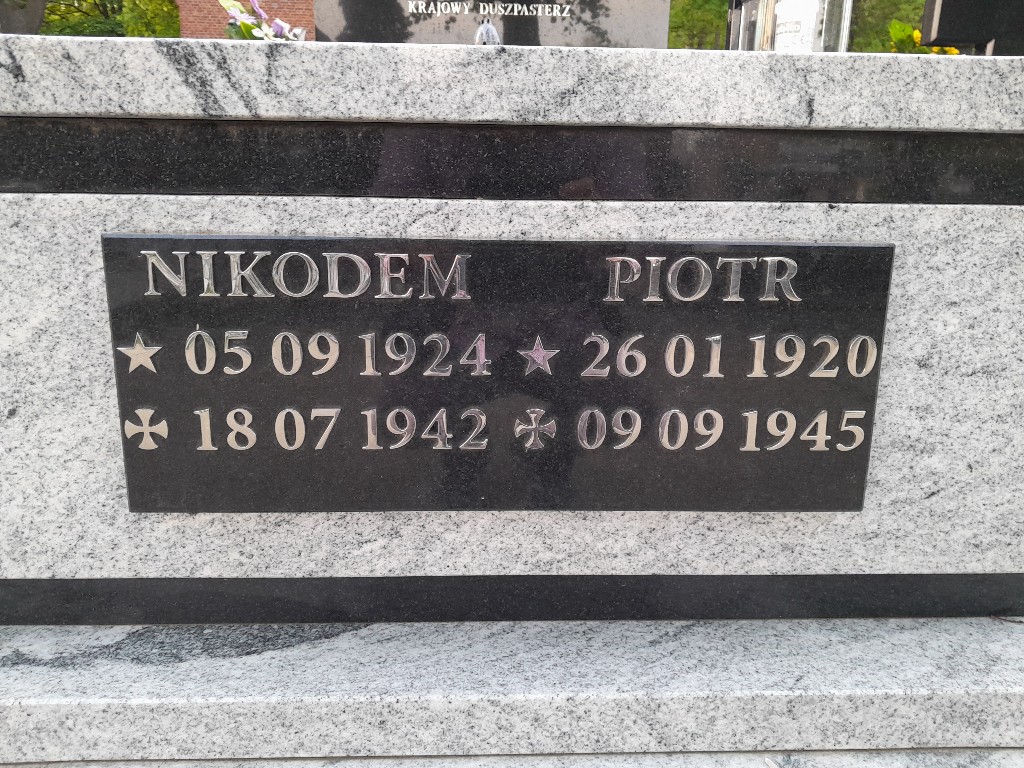 KRAJOWY DUSZPASTERZ
NIKODEM PIOTR
★ 05 09 1924 ★ 26 01 1920
✠ 18 07 1942 ✠ 09 09 1945